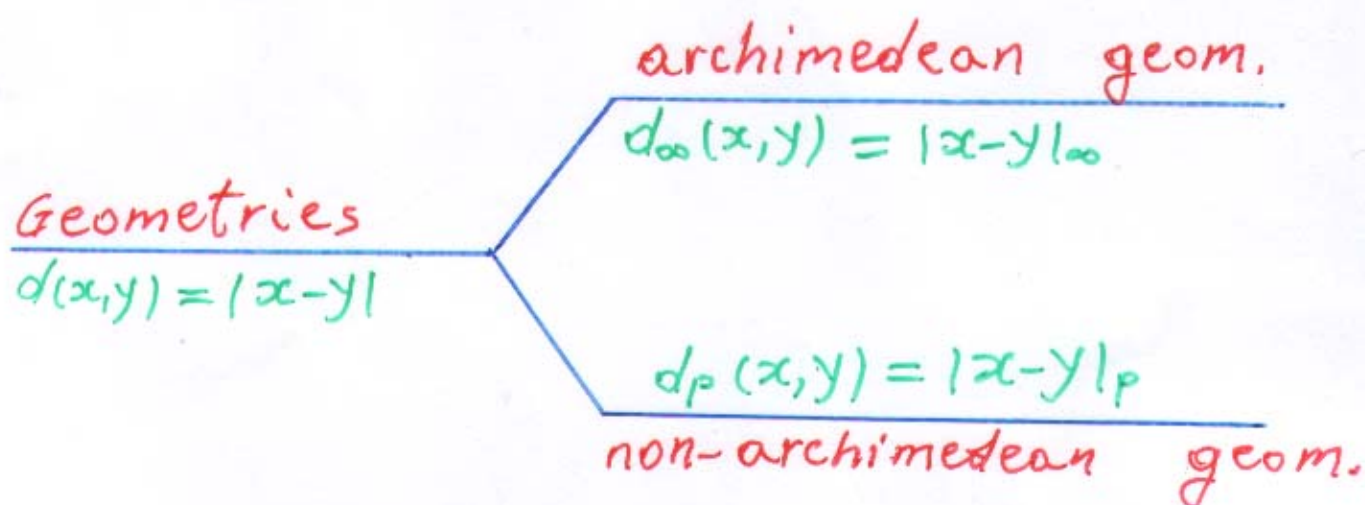 archimedean geom.
d∞(x,y) = |x-y|∞
Geometries
d(x,y) = |x-y|
dp(x,y) = |x-y|p
non-archimedean geom.